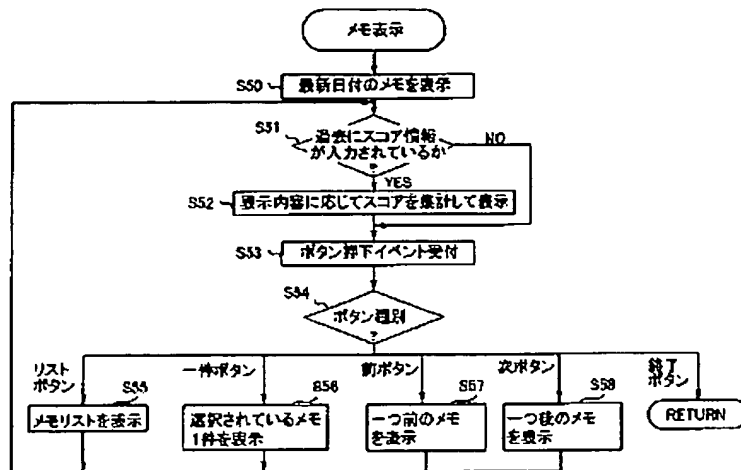 メモ表示
S50
最新日付のメモを表示
S51
過去にスコア情報
が入力されているか
?
NO
YES
S52
表示内容に応じてスコアを集計して表示
S53
ボタン押下イベント受付
S54
ボタン種別
?
リスト
ボタン
一件ボタン
前ボタン
次ボタン
終了
ボタン
S55
メモリストを表示
S56
選択されているメモ
1件を表示
S57
一つ前のメモ
を表示
S58
一つ後のメモ
を表示
RETURN